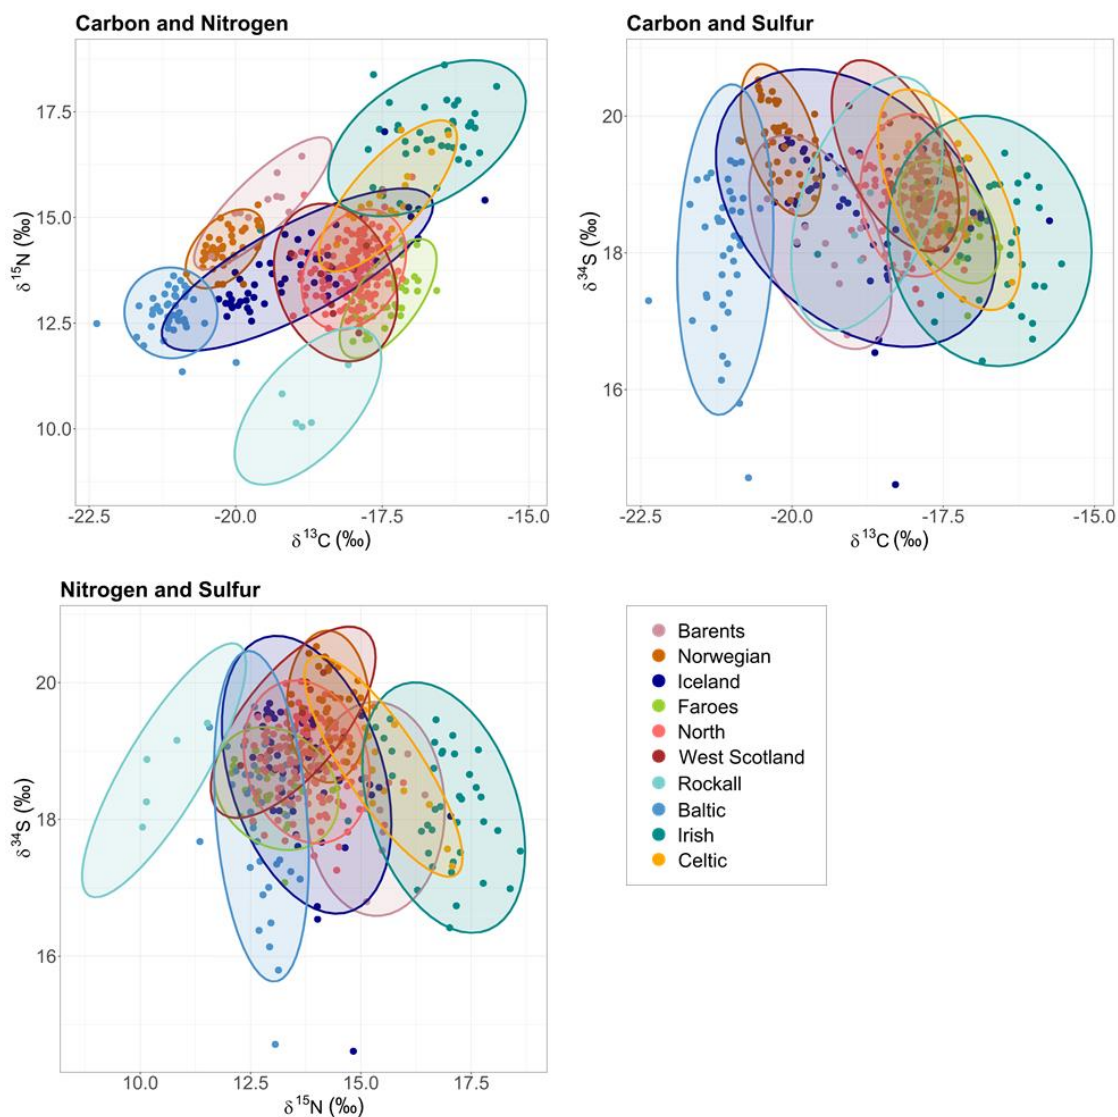 Carbon and Nitrogen
17.5
15.0
12.5
10.0
δ¹⁵N (‰)
-22.5 -20.0 -17.5 -15.0
δ ¹³C (‰)
Carbon and Sulfur
20
18
16
δ³⁴S (‰)
-22.5 -20.0 -17.5 -15.0
δ ¹³C (‰)
Nitrogen and Sulfur
20
18
16
δ³⁴S (‰)
10.0 12.5 15.0 17.5
δ ¹⁵N (‰)
Barents
Norwegian
Iceland
Faroes
North
West Scotland
Rockall
Baltic
Irish
Celtic